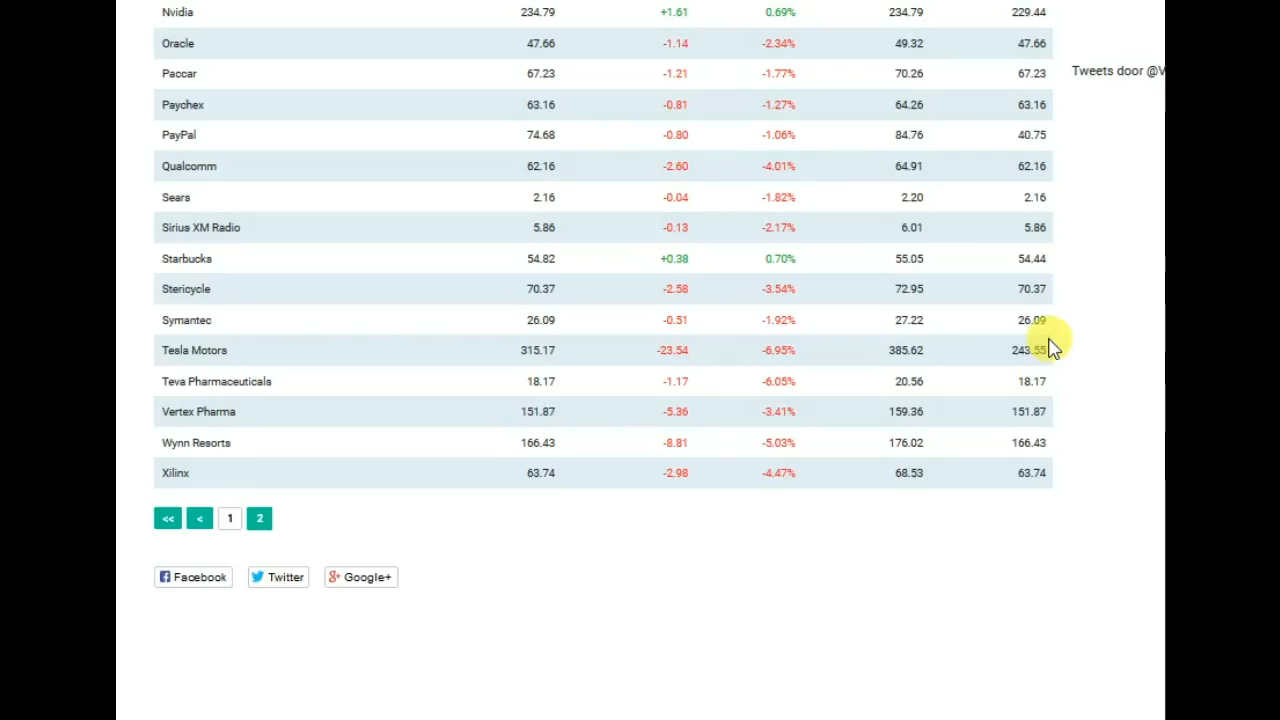 Nvidia 234.79 +1.61 0.69% 234.79 229.44
Oracle 47.66 -1.14 -2.34% 49.32 47.66
Tweets door @V
Paccar 67.23 -1.21 -1.77% 70.26 67.23
Paychex 63.16 -0.81 -1.27% 64.26 63.16
PayPal 74.68 -0.80 -1.06% 84.76 40.75
Qualcomm 62.16 -2.60 -4.01% 64.91 62.16
Sears 2.16 -0.04 -1.82% 2.20 2.16
Sirius XM Radio 5.86 -0.13 -2.17% 6.01 5.86
Starbucks 54.82 +0.38 0.70% 55.05 54.44
Stericycle 70.37 -2.58 -3.54% 72.95 70.37
Symantec 26.09 -0.51 -1.92% 27.22 26.09
Tesla Motors 315.17 -23.54 -6.95% 385.62 243.55
Teva Pharmaceuticals 18.17 -1.17 -6.05% 20.56 18.17
Vertex Pharma 151.87 -5.36 -3.41% 159.36 151.87
Wynn Resorts 166.43 -8.81 -5.03% 176.02 166.43
Xilinx 63.74 -2.98 -4.47% 68.53 63.74
<< < 1 2
Facebook Twitter Google+